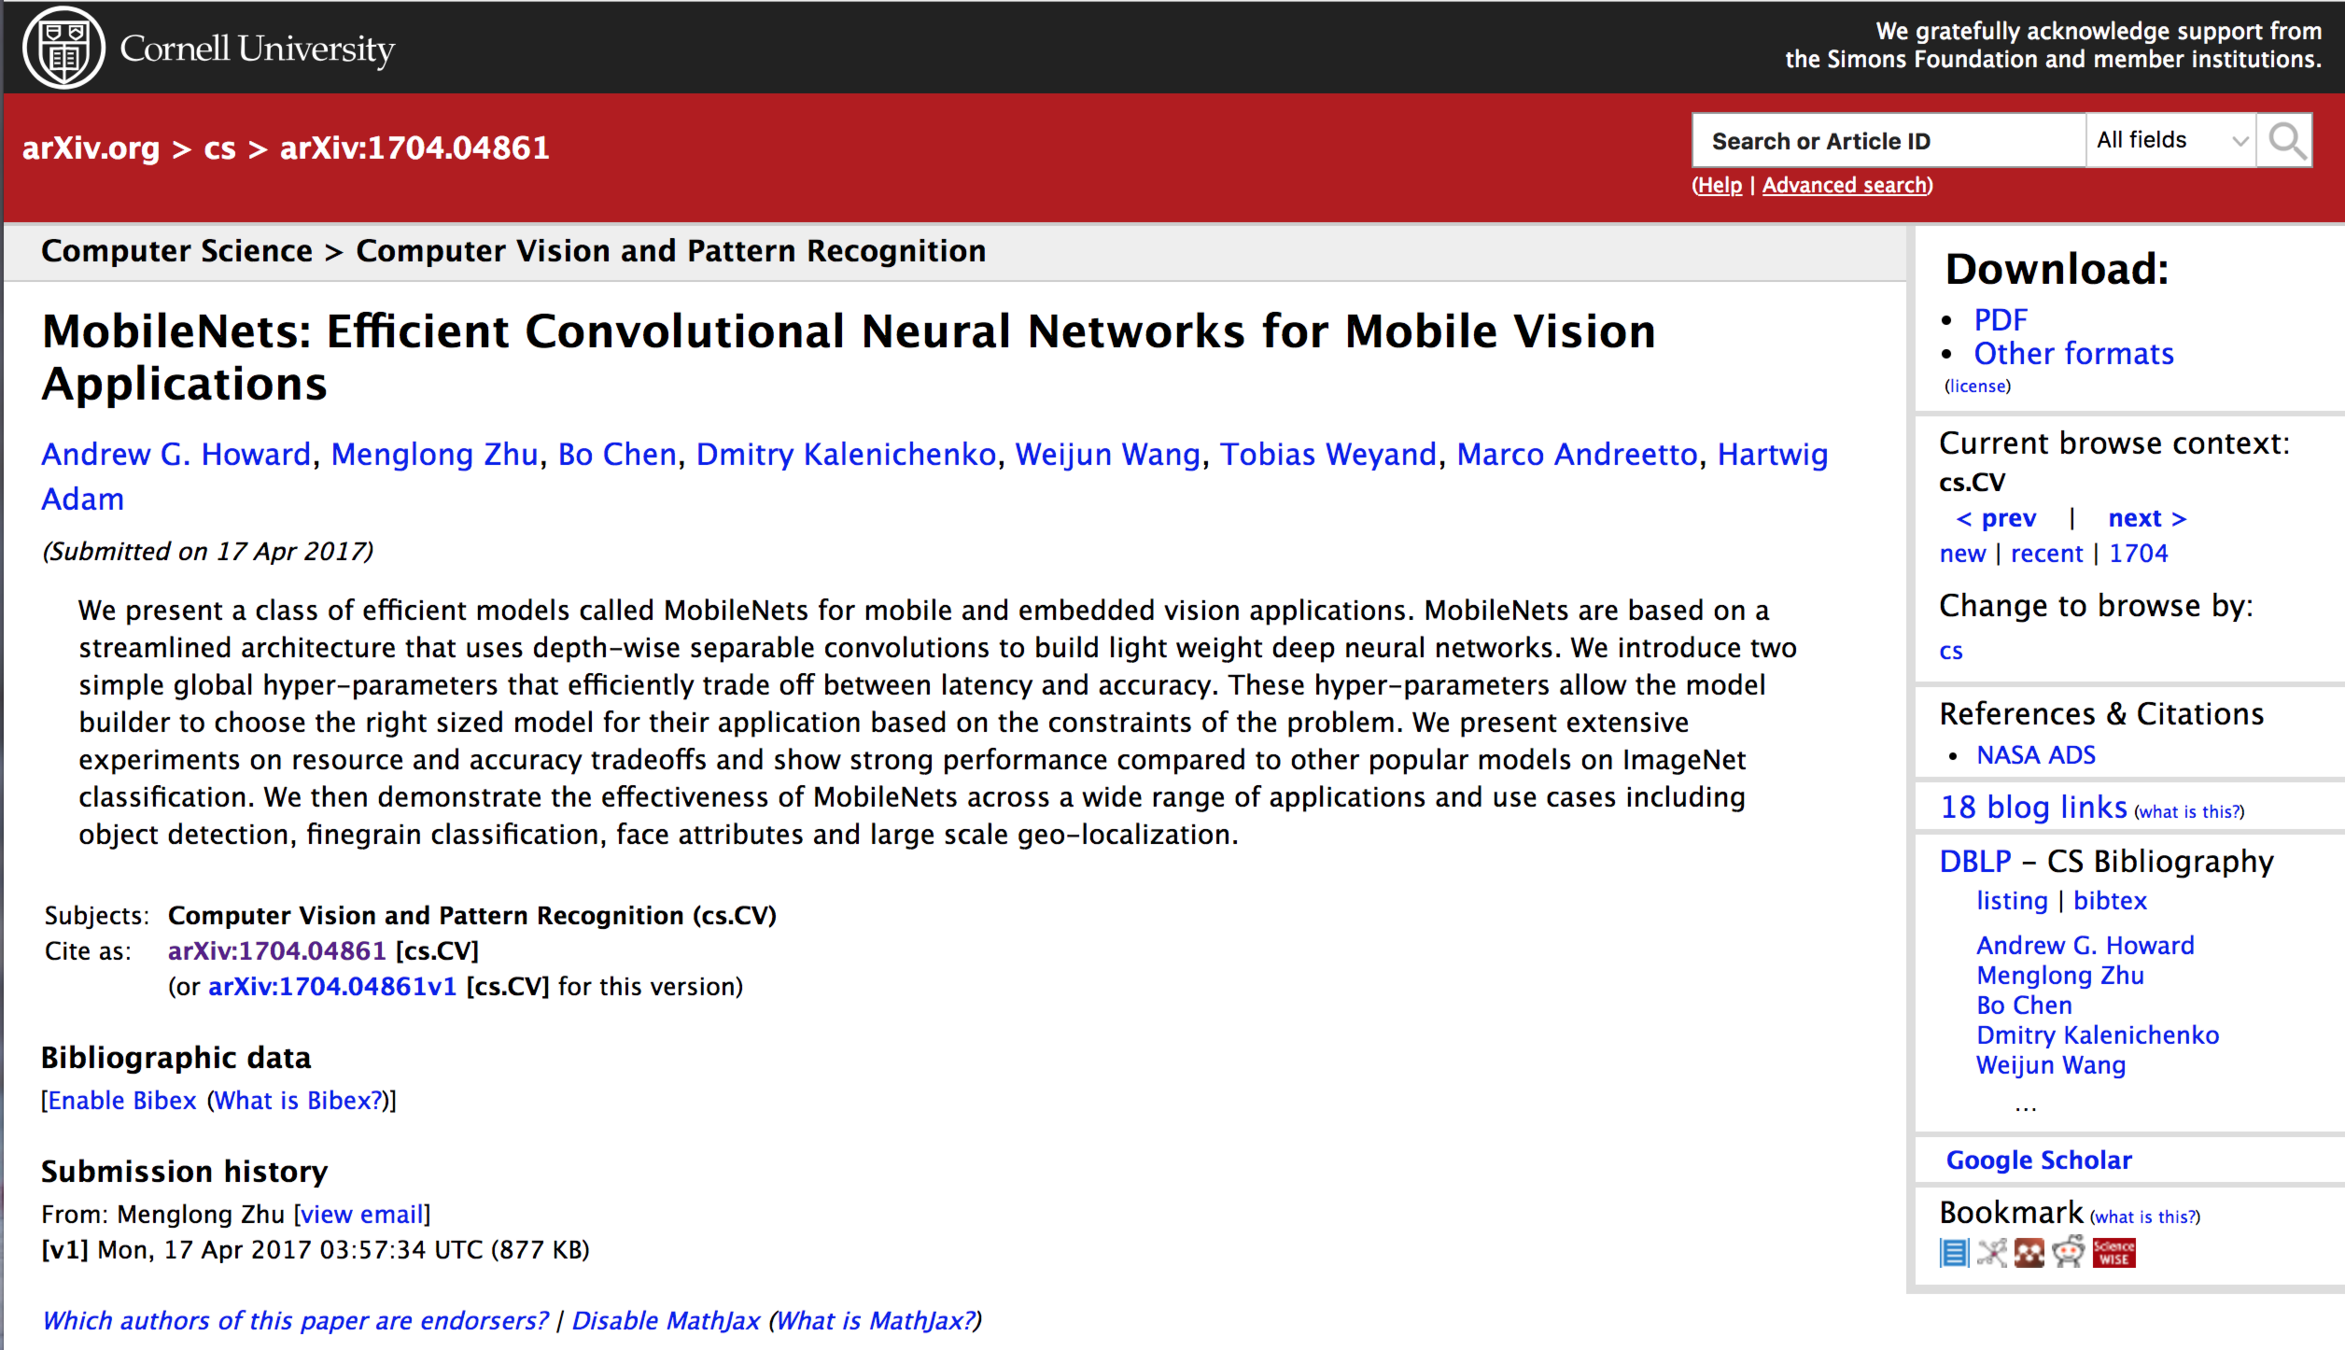 Cornell University
We gratefully acknowledge support from
the Simons Foundation and member institutions.
arXiv.org > cs > arXiv:1704.04861
Search or Article ID
All fields
(Help | Advanced search)
Computer Science > Computer Vision and Pattern Recognition
MobileNets: Efficient Convolutional Neural Networks for Mobile Vision
Applications
Andrew G. Howard, Menglong Zhu, Bo Chen, Dmitry Kalenichenko, Weijun Wang, Tobias Weyand, Marco Andreetto, Hartwig
Adam
(Submitted on 17 Apr 2017)
We present a class of efficient models called MobileNets for mobile and embedded vision applications. MobileNets are based on a
streamlined architecture that uses depth-wise separable convolutions to build light weight deep neural networks. We introduce two
simple global hyper-parameters that efficiently trade off between latency and accuracy. These hyper-parameters allow the model
builder to choose the right sized model for their application based on the constraints of the problem. We present extensive
experiments on resource and accuracy tradeoffs and show strong performance compared to other popular models on ImageNet
classification. We then demonstrate the effectiveness of MobileNets across a wide range of applications and use cases including
object detection, finegrain classification, face attributes and large scale geo-localization.
Subjects: Computer Vision and Pattern Recognition (cs.CV)
Cite as: arXiv:1704.04861 [cs.CV]
(or arXiv:1704.04861v1 [cs.CV] for this version)
Bibliographic data
[Enable Bibex (What is Bibex?)]
Submission history
From: Menglong Zhu [view email]
[v1] Mon, 17 Apr 2017 03:57:34 UTC (877 KB)
Which authors of this paper are endorsers? | Disable MathJax (What is MathJax?)
Download:
• PDF
• Other formats
(license)
Current browse context:
cs.CV
< prev | next >
new | recent | 1704
Change to browse by:
cs
References & Citations
• NASA ADS
18 blog links (what is this?)
DBLP – CS Bibliography
listing | bibtex
Andrew G. Howard
Menglong Zhu
Bo Chen
Dmitry Kalenichenko
Weijun Wang
...
Google Scholar
Bookmark (what is this?)
Science
WISE